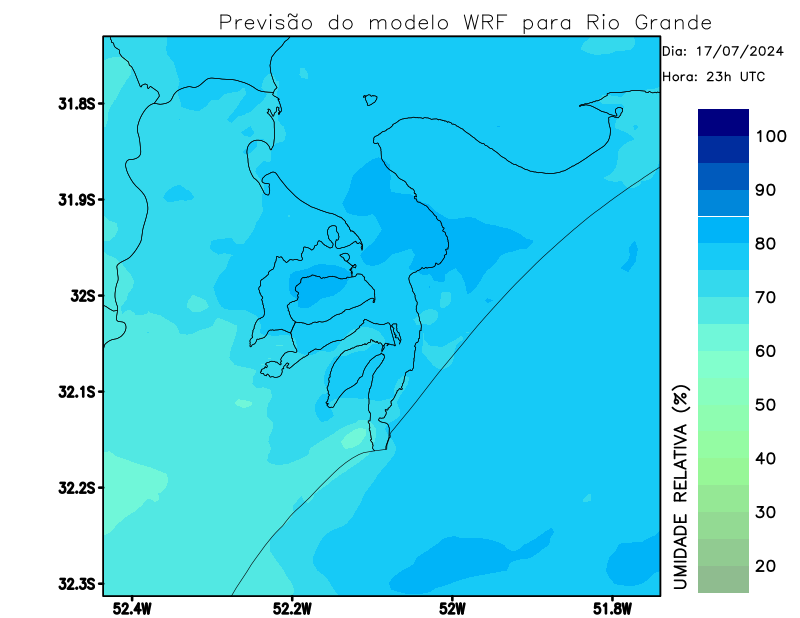 Previsão do modelo WRF para Rio Grande
Dia: 17/07/2024
Hora: 23h UTC
31.8S
31.9S
32S
32.1S
32.2S
32.3S
52.4W
52.2W
52W
51.8W
100
90
80
70
60
50
40
30
20
UMIDADE RELATIVA (%)